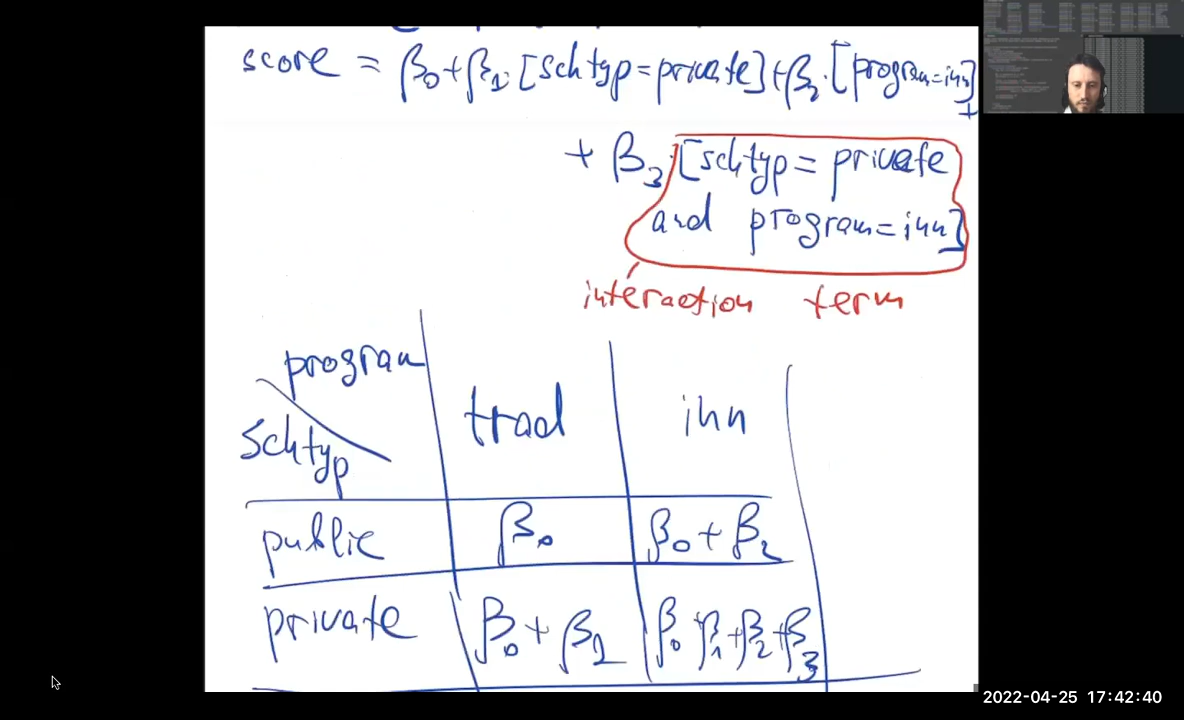 score = β₀+β₁·[schtyp=private]+β₂·[program=inn]+
+ β₃·[schtyp= private
and program=inn]
interaction term
program
schtyp
trad inn
public β₀ β₀+β₂
private β₀+β₁ β₀+β₁+β₂+β₃
2022-04-25 17:42:40